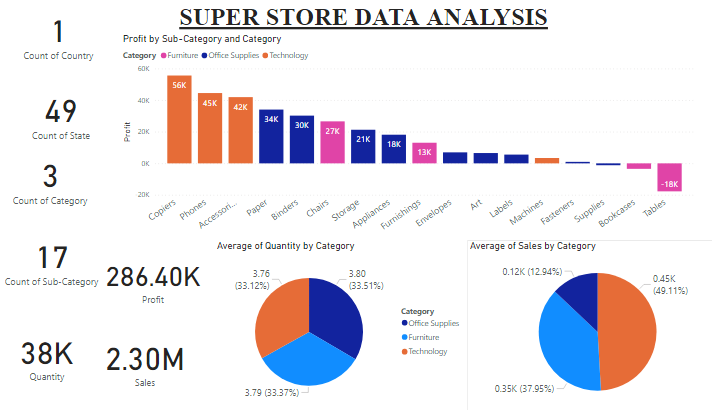 SUPER STORE DATA ANALYSIS
1
Count of Country
49
Count of State
3
Count of Category
17
Count of Sub-Category
286.40K
Profit
38K
Quantity
2.30M
Sales
Profit by Sub-Category and Category
Category Furniture Office Supplies Technology
Profit
60K
40K
20K
0K
20K
56K
45K
42K
34K
30K
27K
21K
18K
13K
-18K
Copiers
Phones
Accessori...
Paper
Binders
Chairs
Storage
Appliances
Furnishings
Envelopes
Art
Labels
Machines
Fasteners
Supplies
Bookcases
Tables
Average of Quantity by Category
3.76
(33.12%)
3.80
(33.51%)
3.79 (33.37%)
Category
Office Supplies
Furniture
Technology
Average of Sales by Category
0.12K (12.94%)
0.45K
(49.11%)
0.35K (37.95%)